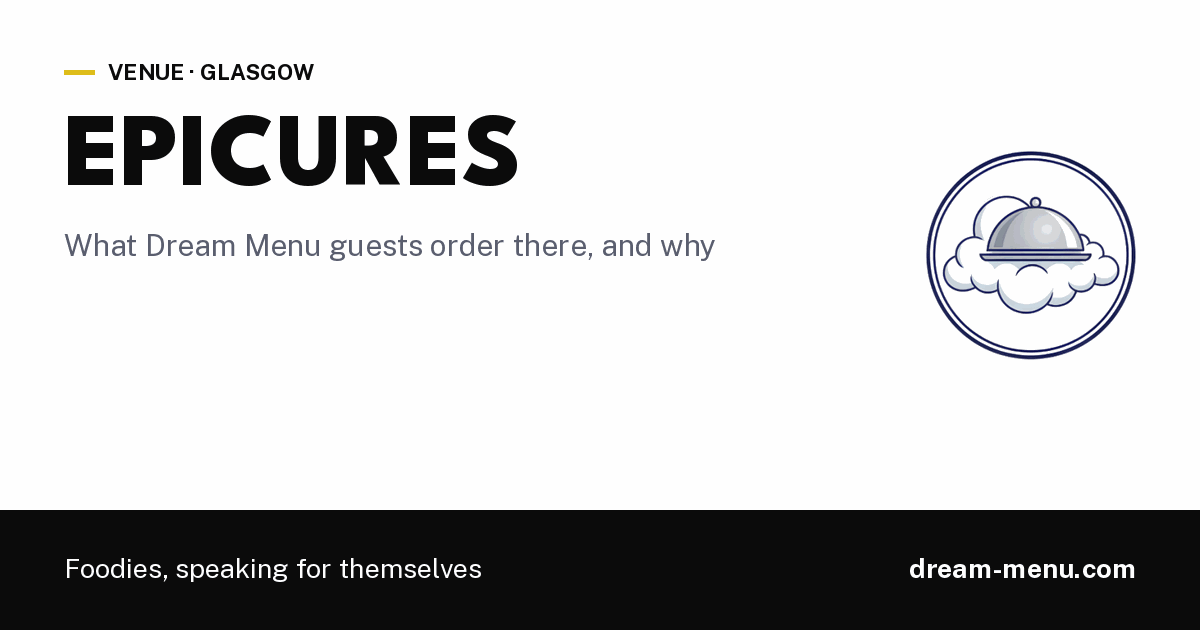 VENUE · GLASGOW
EPICURES
What Dream Menu guests order there, and why
Foodies, speaking for themselves
dream-menu.com